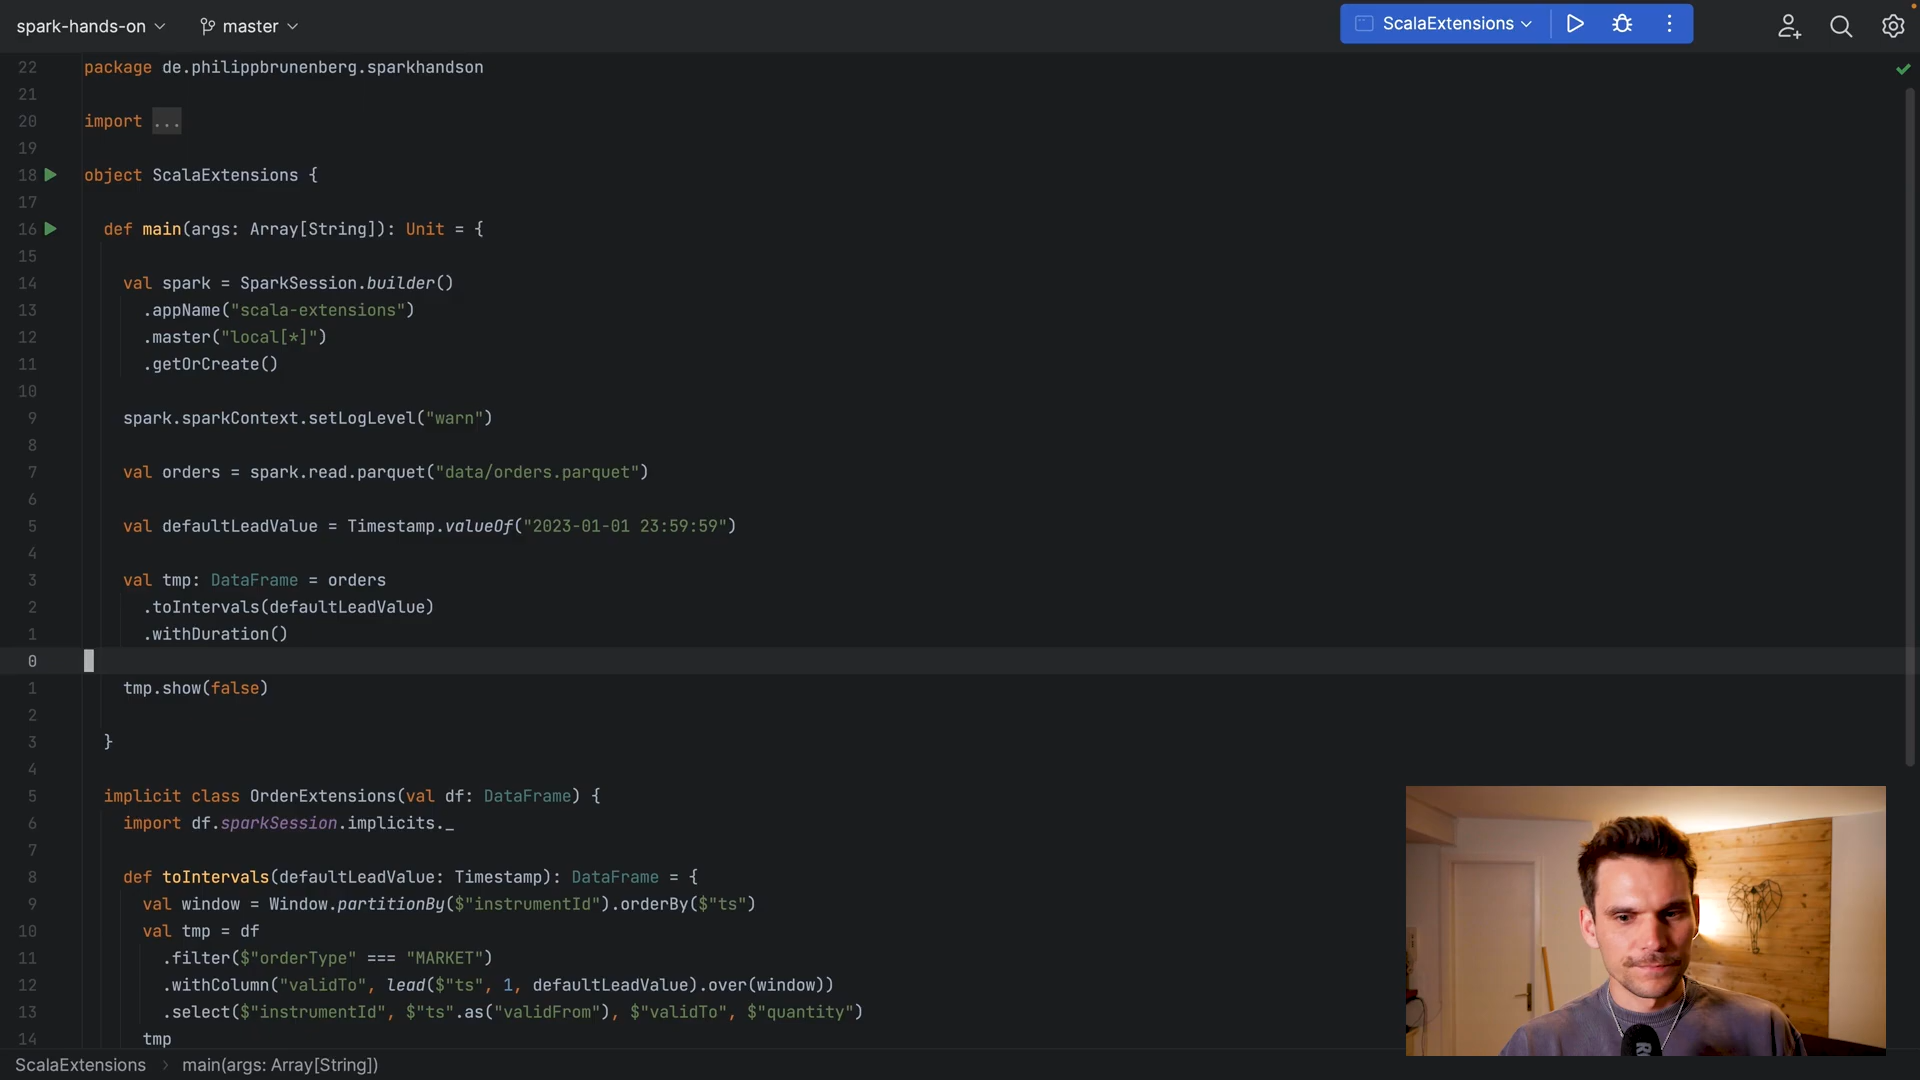 spark-hands-on master ScalaExtensions
22 package de.philippbrunenberg.sparkhandson
21
20 import ...
19
18 object ScalaExtensions {
17
16 def main(args: Array[String]): Unit = {
15
14 val spark = SparkSession.builder()
13 .appName("scala-extensions")
12 .master("local[*]")
11 .getOrCreate()
10
9 spark.sparkContext.setLogLevel("warn")
8
7 val orders = spark.read.parquet("data/orders.parquet")
6
5 val defaultLeadValue = Timestamp.valueOf("2023-01-01 23:59:59")
4
3 val tmp: DataFrame = orders
2 .toIntervals(defaultLeadValue)
1 .withDuration()
0
1 tmp.show(false)
2
3 }
4
5 implicit class OrderExtensions(val df: DataFrame) {
6 import df.sparkSession.implicits._
7
8 def toIntervals(defaultLeadValue: Timestamp): DataFrame = {
9 val window = Window.partitionBy($"instrumentId").orderBy($"ts")
10 val tmp = df
11 .filter($"orderType" === "MARKET")
12 .withColumn("validTo", lead($"ts", 1, defaultLeadValue).over(window))
13 .select($"instrumentId", $"ts".as("validFrom"), $"validTo", $"quantity")
14 tmp
ScalaExtensions > main(args: Array[String])